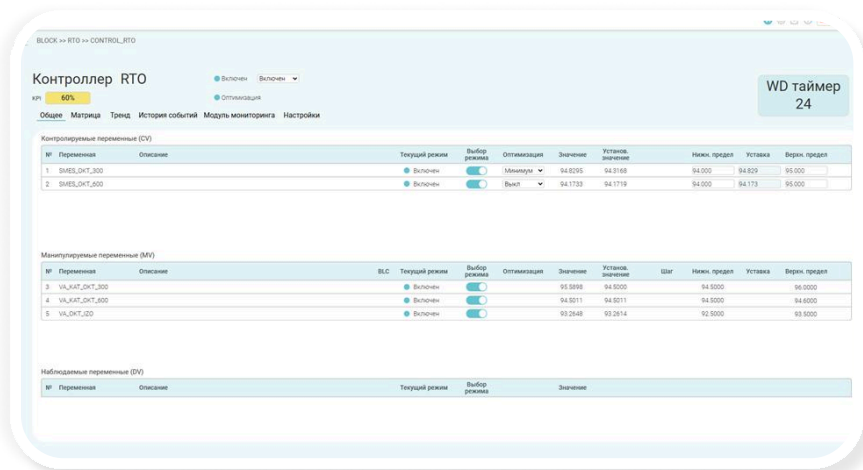 BLOCK >> RTO >> CONTROL_RTO
Контроллер RTO
Включен Включен
KPI 60%
Оптимизация
WD таймер
24
Общее Матрица Тренд История событий Модуль мониторинга Настройки
Контролируемые переменные (CV)
№ Переменная Описание Текущий режим Выбор режима Оптимизация Значение Установ. значение Нижн. предел Уставка Верхн. предел
1 SMES_OKT_300 Включен Минимум 94.8295 94.3168 94.000 94.829 95.000
2 SMES_OKT_600 Включен Выкл 94.1733 94.1719 94.000 94.173 95.000
Манипулируемые переменные (MV)
№ Переменная Описание BLC Текущий режим Выбор режима Оптимизация Значение Установ. значение Шаг Нижн. предел Уставка Верхн. предел
3 VA_KAT_OKT_300 Включен 95.5898 94.5000 94.5000 96.0000
4 VA_KAT_OKT_600 Включен 94.5011 94.5011 94.5000 94.6000
5 VA_OKT_IZO Включен 93.2648 93.2614 92.5000 93.5000
Наблюдаемые переменные (DV)
№ Переменная Описание Текущий режим Выбор режима Значение